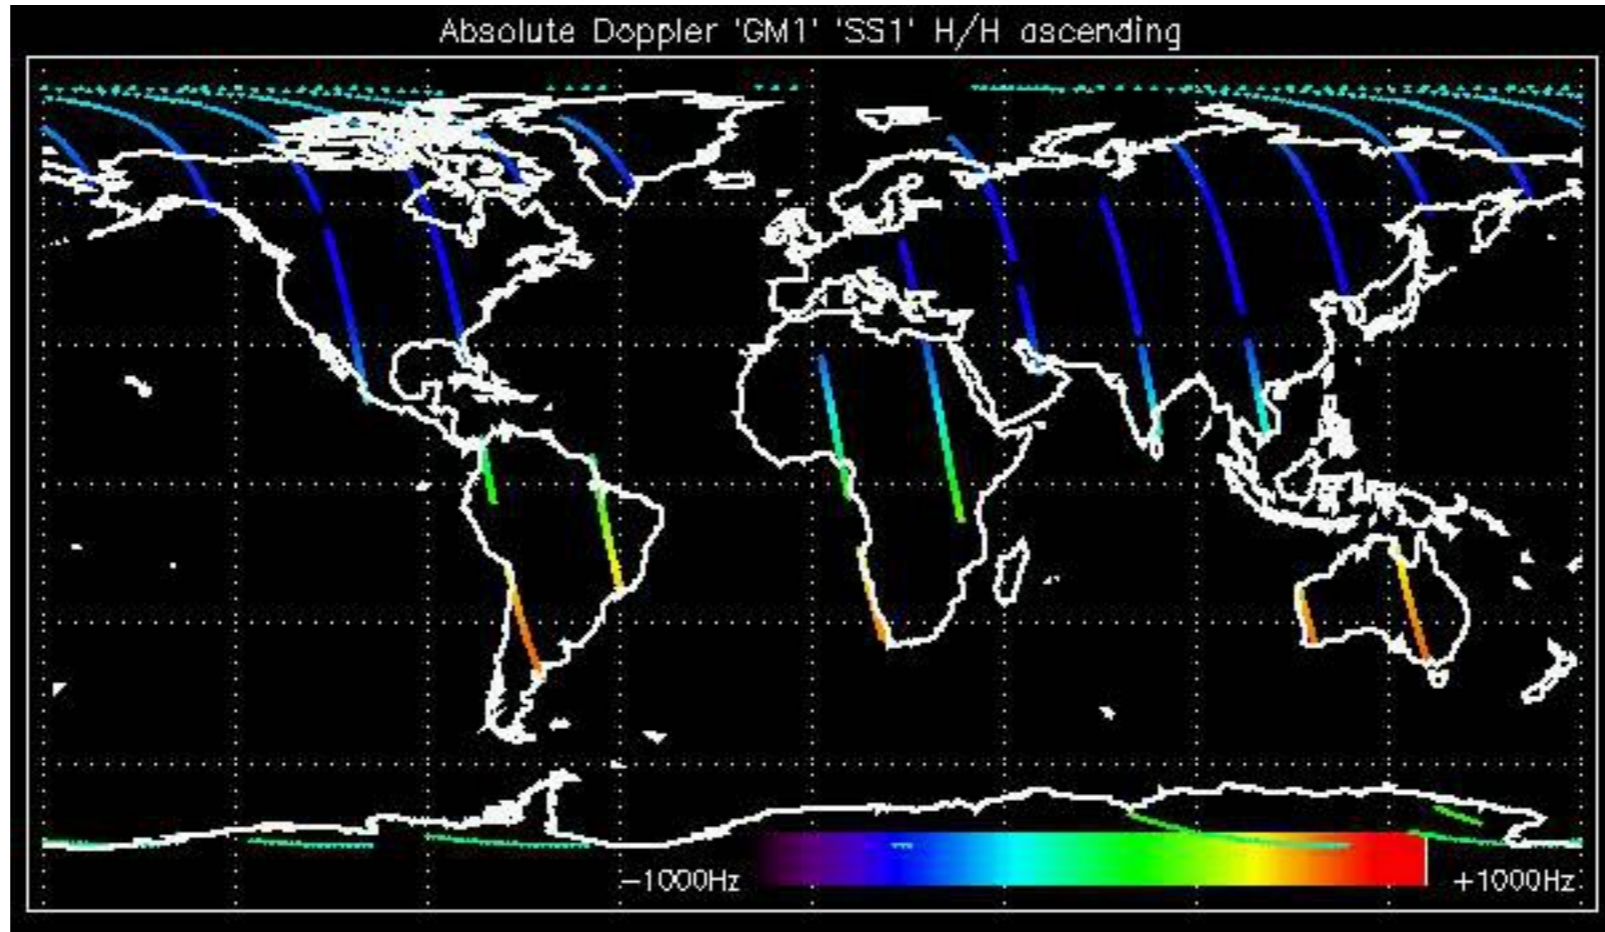 Absolute Doppler 'GM1' 'SS1' H/H ascending
−1000Hz +1000Hz